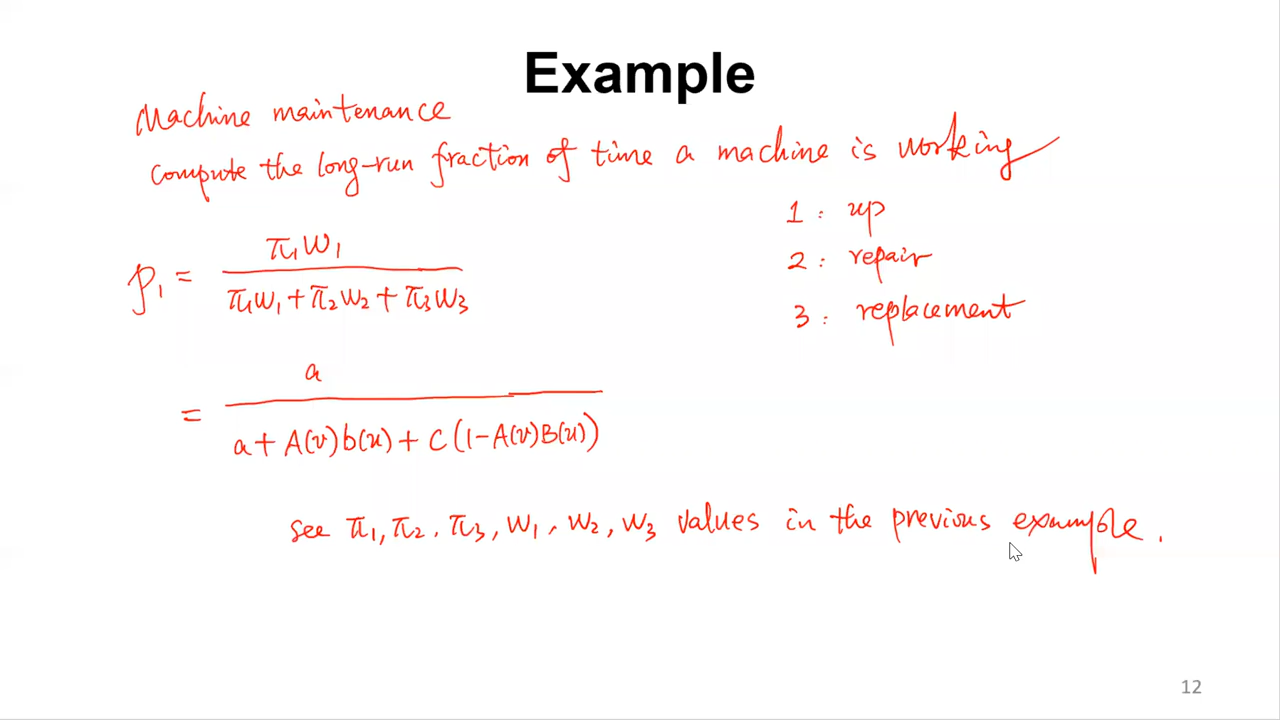 Example
Machine maintenance
compute the long-run fraction of time a machine is working
1 : up
2 : repair
3 : replacement
p₁ = π₁w₁ / (π₁w₁ + π₂w₂ + π₃w₃)
= a / (a + A(v)b(u) + C(1-A(v)B(u)))
see π₁, π₂, π₃, w₁, w₂, w₃ values in the previous example.
12